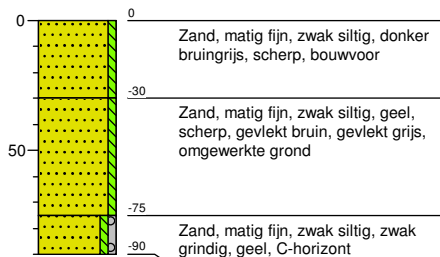 0
0
Zand, matig fijn, zwak siltig, donker
bruingrijs, scherp, bouwvoor
-30
Zand, matig fijn, zwak siltig, geel,
scherp, gevlekt bruin, gevlekt grijs,
omgewerkte grond
50
-75
Zand, matig fijn, zwak siltig, zwak
grindig, geel, C-horizont
-90